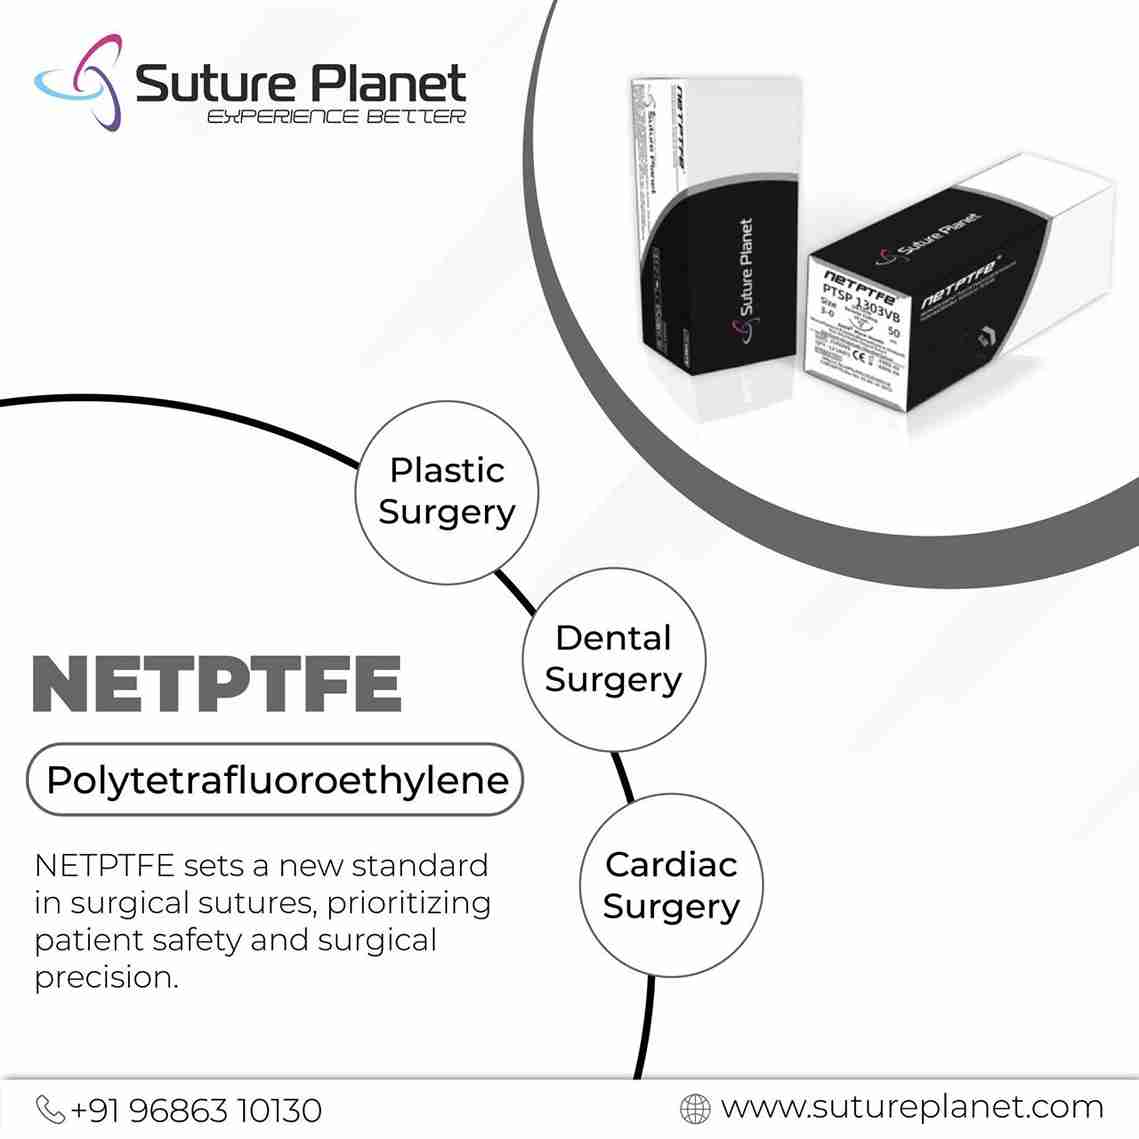 Suture Planet
EXPERIENCE BETTER
NETPTFE
Suture Planet
Suture Planet
Suture Planet
NETPTFE
NETPTFE
PTSP 1303VB
Size
3-0
50
CE
Plastic
Surgery
Dental
Surgery
Cardiac
Surgery
NETPTFE
Polytetrafluoroethylene
NETPTFE sets a new standard
in surgical sutures, prioritizing
patient safety and surgical
precision.
+91 96863 10130
www.sutureplanet.com